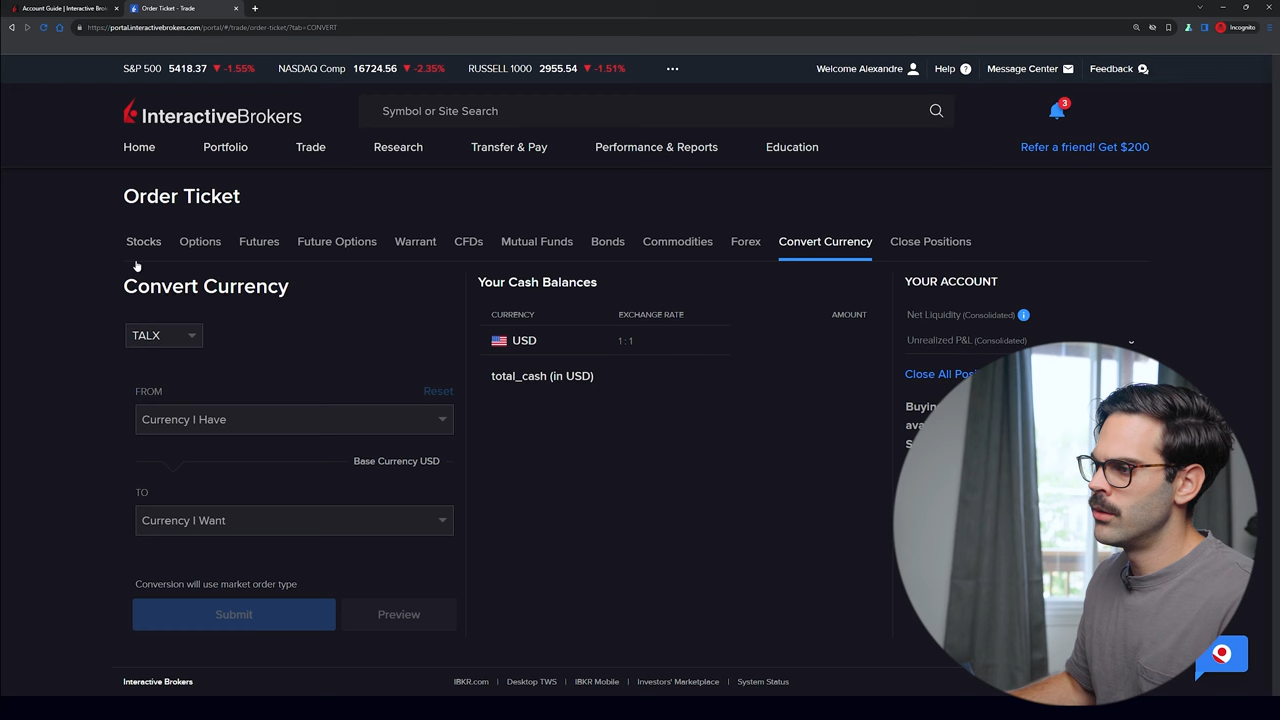 Account Guide | Interactive Brok
Order Ticket - Trade
https://portal.interactivebrokers.com/portal/#/trade/order-ticket/?tab=CONVERT
Incognito
S&P 500 5418.37 ▼ -1.55% NASDAQ Comp 16724.56 ▼ -2.35% RUSSELL 1000 2955.54 ▼ -1.51% ••• Welcome Alexandre Help ? Message Center Feedback
InteractiveBrokers
Symbol or Site Search
3
Home Portfolio Trade Research Transfer & Pay Performance & Reports Education Refer a friend! Get $200
Order Ticket
Stocks Options Futures Future Options Warrant CFDs Mutual Funds Bonds Commodities Forex Convert Currency Close Positions
Convert Currency
TALX
FROM Reset
Currency I Have
Base Currency USD
TO
Currency I Want
Conversion will use market order type
Submit Preview
Your Cash Balances
CURRENCY EXCHANGE RATE AMOUNT
USD 1 : 1
total_cash (in USD)
YOUR ACCOUNT
Net Liquidity (Consolidated) i
Unrealized P&L (Consolidated)
Close All Posi
Buyin
ava
S
Interactive Brokers IBKR.com Desktop TWS IBKR Mobile Investors' Marketplace System Status